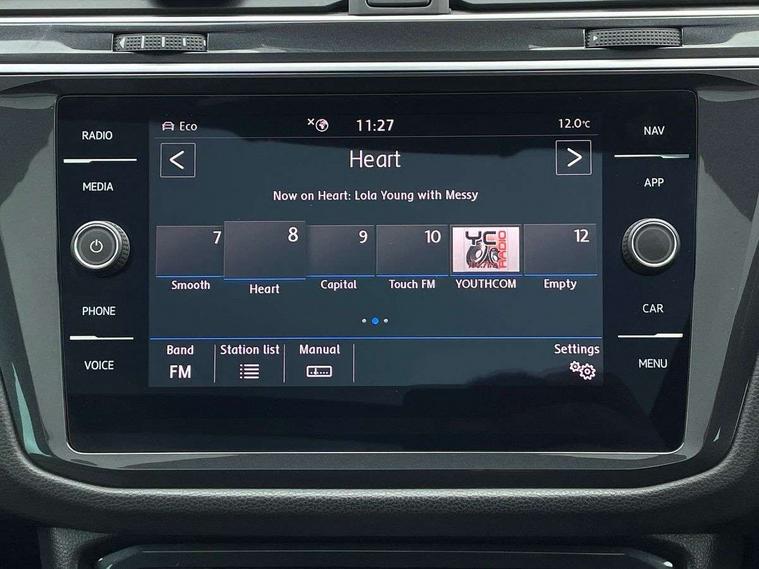 RADIO
MEDIA
PHONE
VOICE
Eco
11:27
12.0°C
Heart
Now on Heart: Lola Young with Messy
7
8
9
10
12
YC
RADIO
Smooth
Heart
Capital
Touch FM
YOUTHCOM
Empty
Band
Station list
Manual
Settings
FM
NAV
APP
CAR
MENU